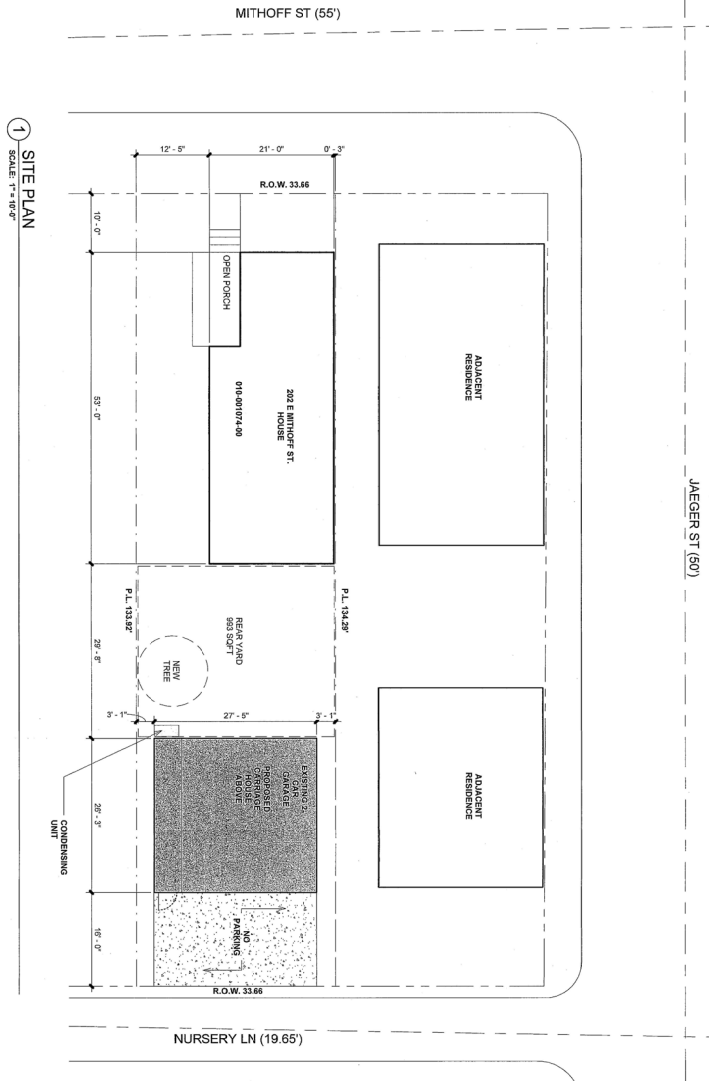 MITHOFF ST (55')
12' - 5"
21' - 0"
0' - 3"
R.O.W. 33.66
10' - 0"
OPEN PORCH
ADJACENT
RESIDENCE
202 E MITHOFF ST.
HOUSE
010-001074-00
53' - 0"
JAEGER ST (50')
P.L. 134.29'
P.L. 133.92'
REAR YARD
993 SQFT
NEW
TREE
29' - 8"
3' - 1"
27' - 5"
3' - 1"
EXISTING 2
CAR
GARAGE
PROPOSED
CARRIAGE
HOUSE
ABOVE
ADJACENT
RESIDENCE
26' - 3"
CONDENSING
UNIT
NO
PARKING
16' - 0"
R.O.W. 33.66
NURSERY LN (19.65')
1
SITE PLAN
SCALE: 1" = 10'-0"